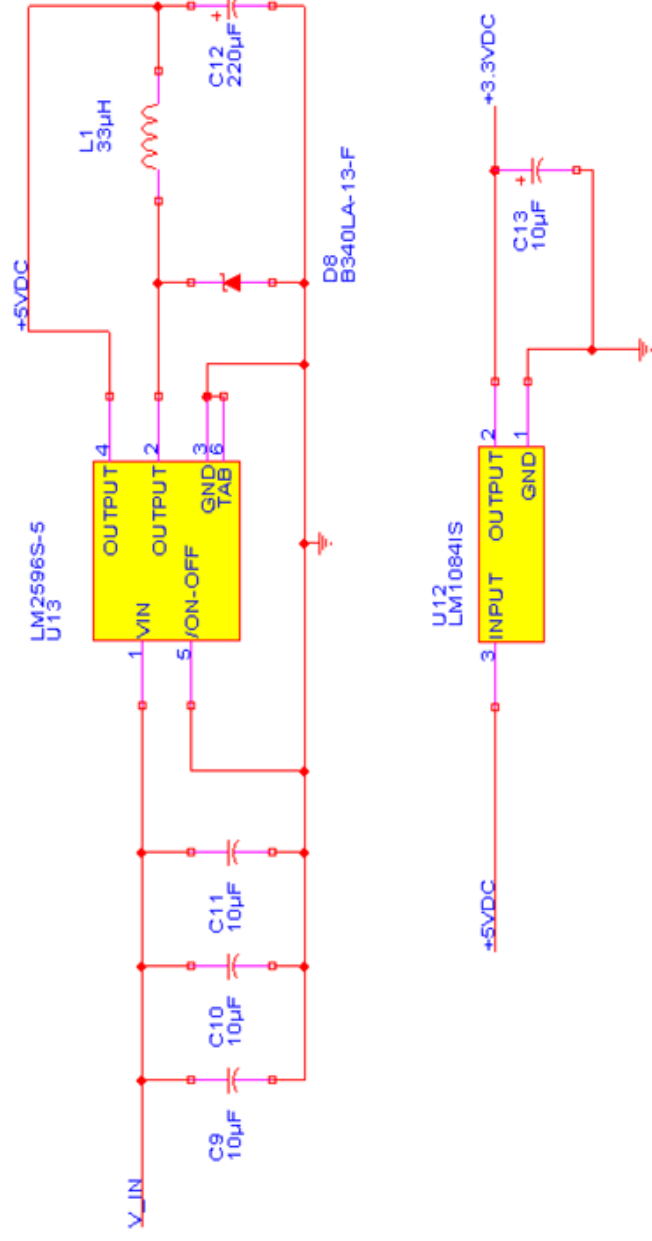 LM2596S-5
U13
+5VDC
L1
33µH
C12
220µF
+
V_IN
1
VIN
OUTPUT
4
OUTPUT
2
5
/ON-OFF
GND
3
TAB
6
C9
10µF
C10
10µF
C11
10µF
D8
B340LA-13-F
U12
LM1084IS
+5VDC
3
INPUT
OUTPUT
2
GND
1
+3.3VDC
C13
10µF
+